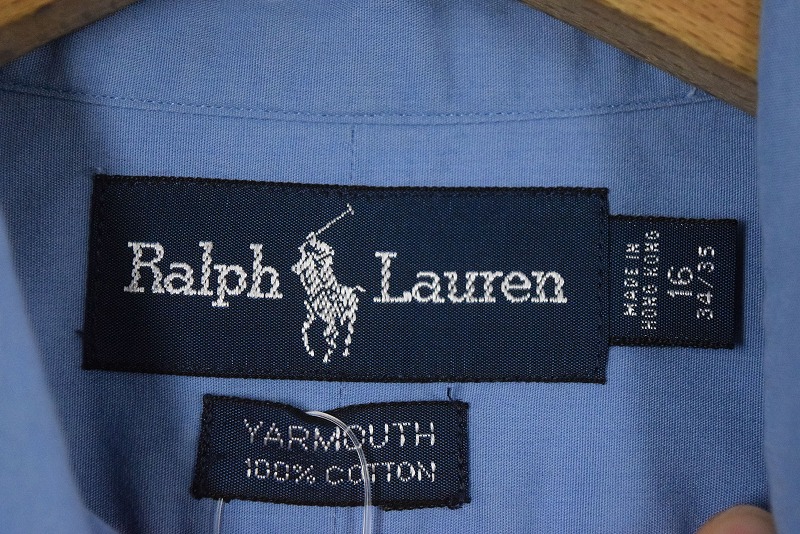 Ralph Lauren
MADE IN
HONG KONG
16
34/35
YARMOUTH
100% COTTON